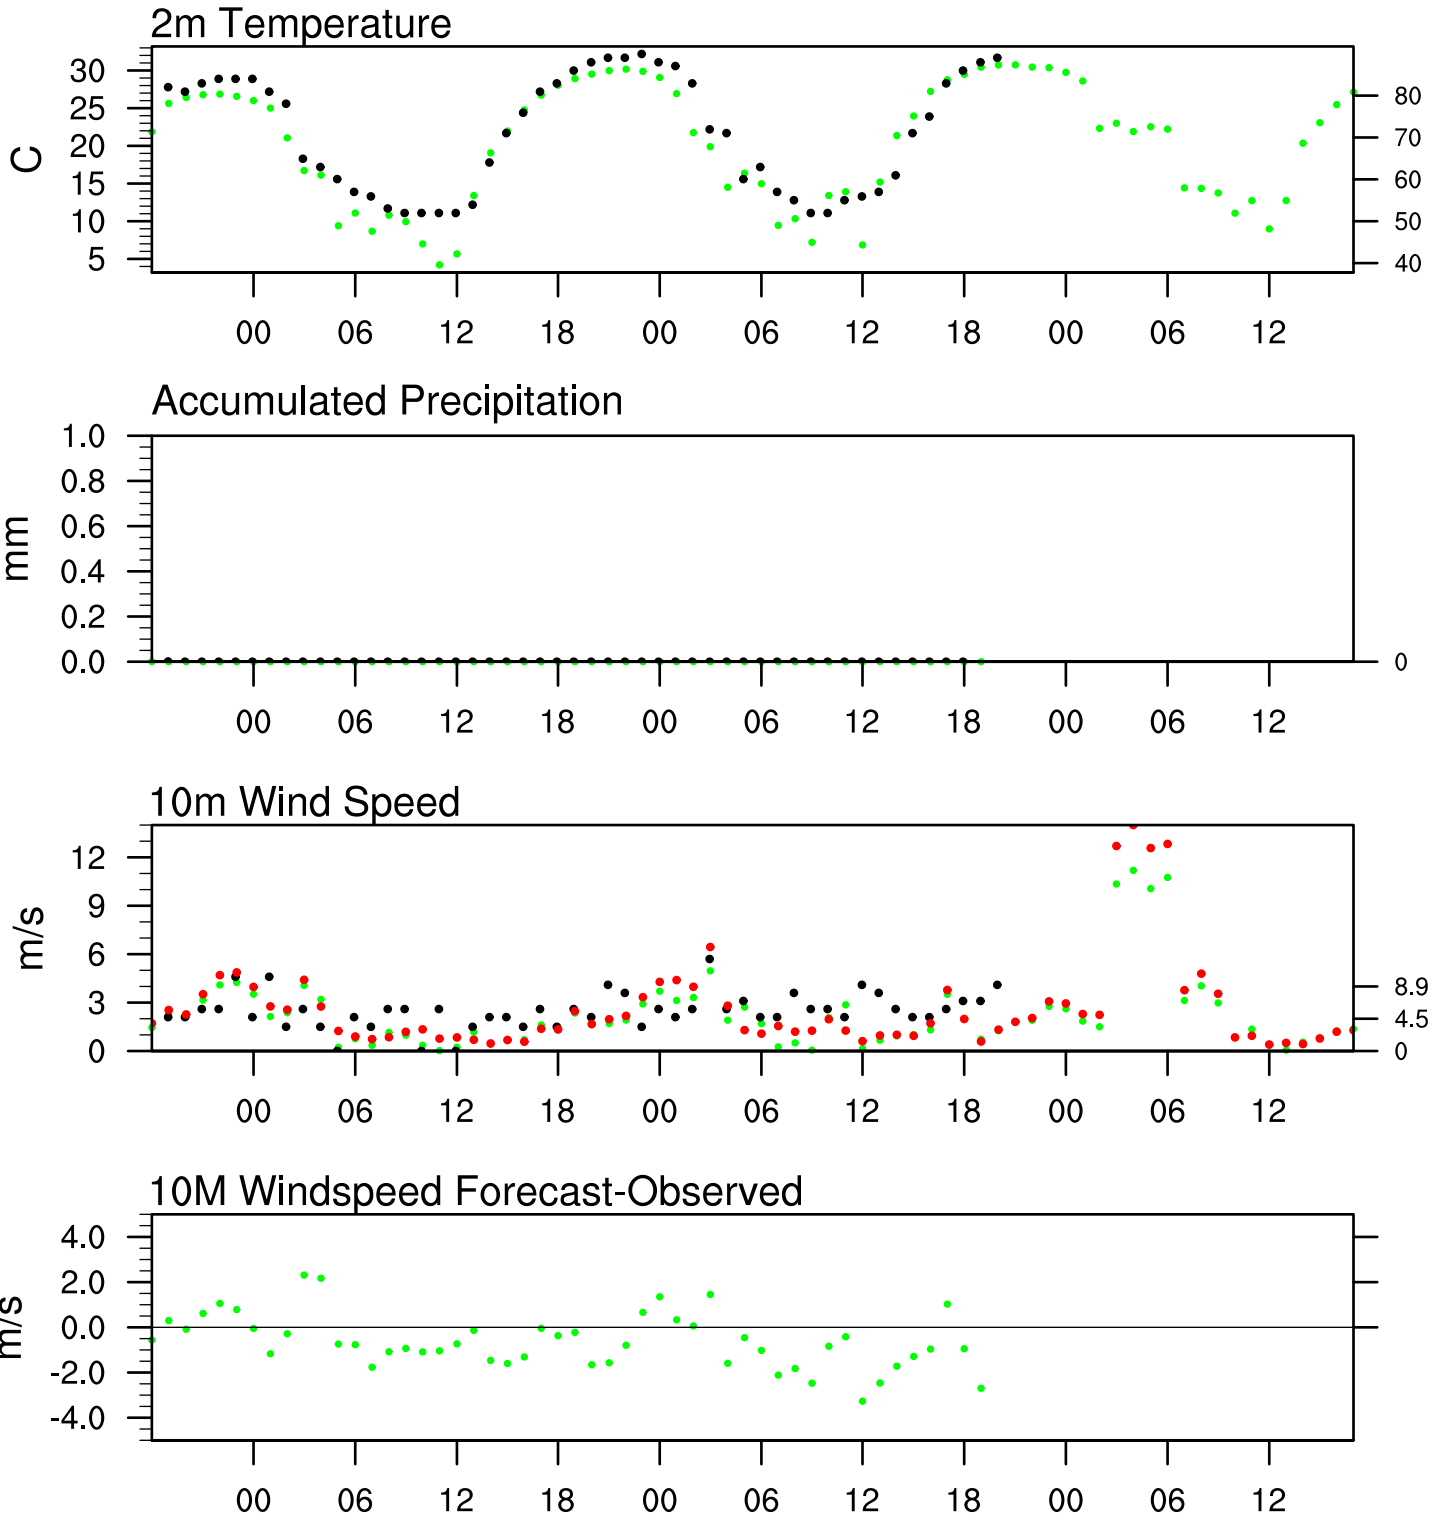 2m Temperature
30
25
20
15
10
5
C
80
70
60
50
40
00 06 12 18 00 06 12 18 00 06 12
Accumulated Precipitation
1.0
0.8
0.6
0.4
0.2
0.0
mm
0
00 06 12 18 00 06 12 18 00 06 12
10m Wind Speed
12
9
6
3
0
m/s
8.9
4.5
0
00 06 12 18 00 06 12 18 00 06 12
10M Windspeed Forecast-Observed
4.0
2.0
0.0
-2.0
-4.0
m/s
00 06 12 18 00 06 12 18 00 06 12